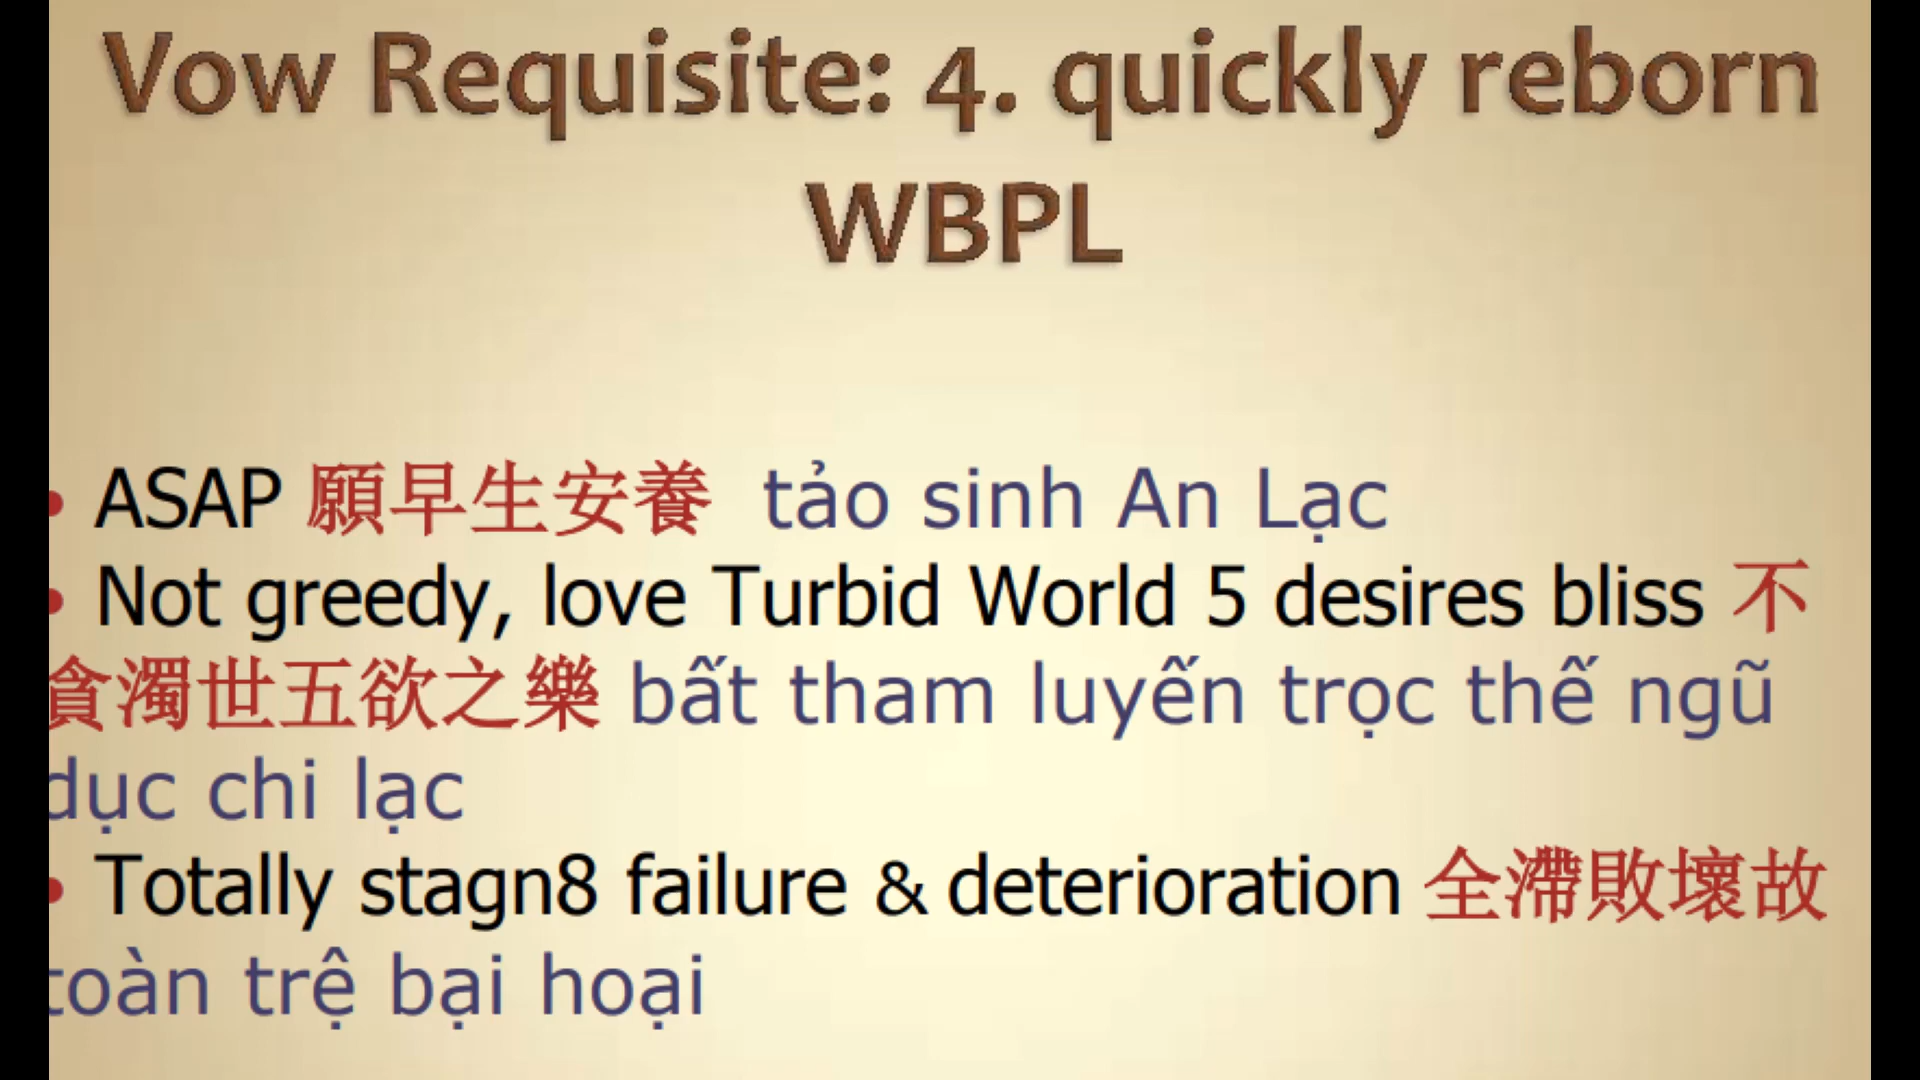 Vow Requisite: 4. quickly reborn
WBPL
• ASAP 願早生安養 tảo sinh An Lạc
• Not greedy, love Turbid World 5 desires bliss 不
貪濁世五欲之樂 bất tham luyến trọc thế ngũ
dục chi lạc
• Totally stagn8 failure & deterioration 全滯敗壞故
toàn trệ bại hoại